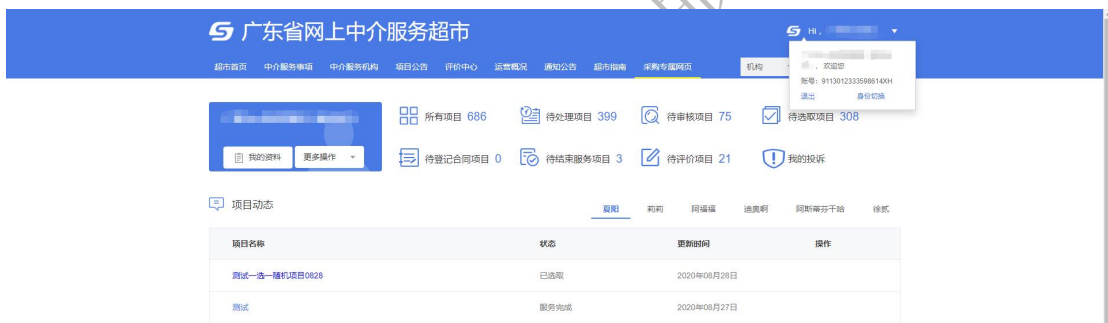 广东省网上中介服务超市
Hi,
超市首页 中介服务事项 中介服务机构 项目公告 评价中心 运营概况 通知公告 超市指南 采购专属网页 机构
，欢迎您
账号：9113012333598614XH
退出 身份切换
所有项目 686 待处理项目 399 待审核项目 75 待选取项目 308
我的资料 更多操作 待登记合同项目 0 待结束服务项目 3 待评价项目 21 我的投诉
项目动态 夏阳 莉莉 阿福福 迪奥啊 阿斯蒂芬干哈 徐贰
项目名称 状态 更新时间 操作
测试一选一随机项目0828 已选取 2020年08月28日
测试 服务完成 2020年08月27日